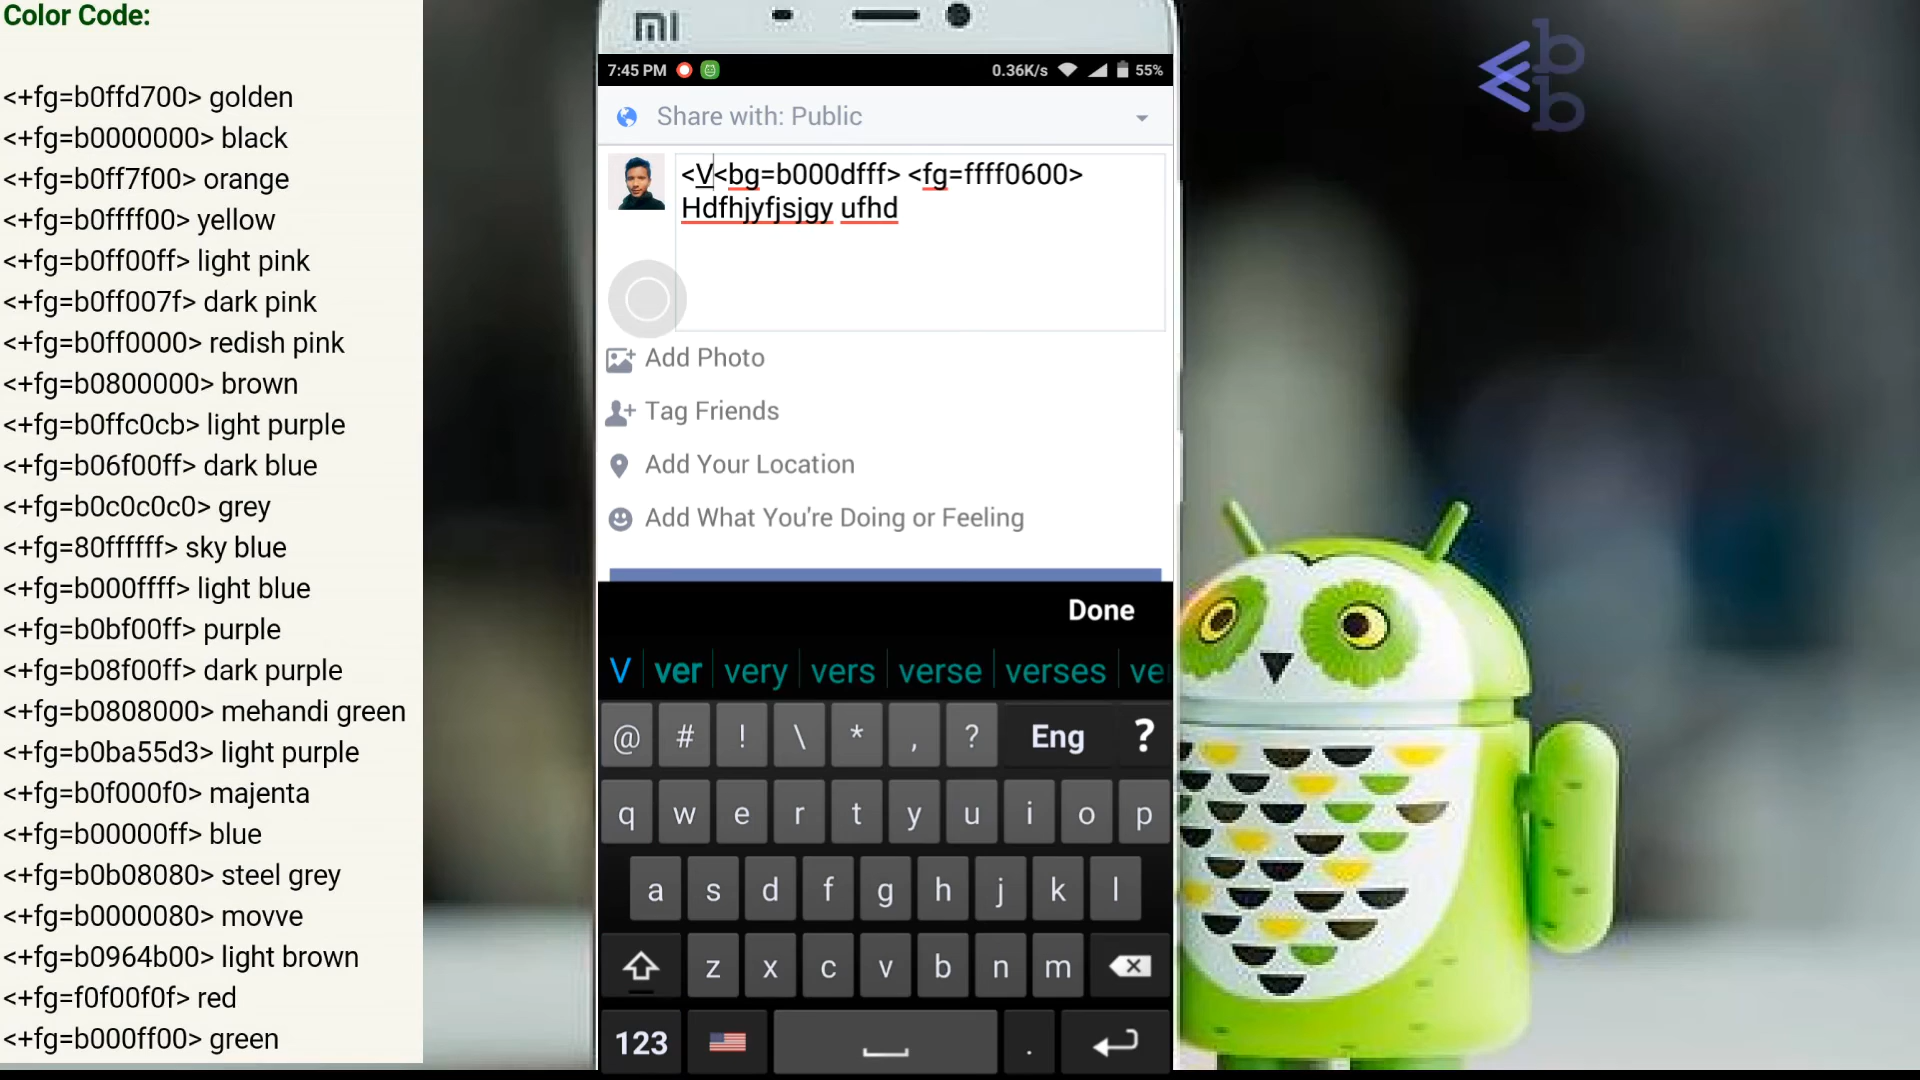 Color Code:
<+fg=b0ffd700> golden
<+fg=b0000000> black
<+fg=b0ff7f00> orange
<+fg=b0ffff00> yellow
<+fg=b0ff00ff> light pink
<+fg=b0ff007f> dark pink
<+fg=b0ff0000> redish pink
<+fg=b0800000> brown
<+fg=b0ffc0cb> light purple
<+fg=b06f00ff> dark blue
<+fg=b0c0c0c0> grey
<+fg=80ffffff> sky blue
<+fg=b000ffff> light blue
<+fg=b0bf00ff> purple
<+fg=b08f00ff> dark purple
<+fg=b0808000> mehandi green
<+fg=b0ba55d3> light purple
<+fg=b0f000f0> majenta
<+fg=b00000ff> blue
<+fg=b0b08080> steel grey
<+fg=b0000080> movve
<+fg=b0964b00> light brown
<+fg=f0f00f0f> red
<+fg=b000ff00> green
mi
7:45 PM 0.36K/s 55%
Share with: Public
<V<bg=b000dfff> <fg=ffff0600>
Hdfhjyfjsjgy ufhd
Add Photo
Tag Friends
Add Your Location
Add What You're Doing or Feeling
Done
V ver very vers verse verses ve
@ # ! \ * , ? Eng ?
q w e r t y u i o p
a s d f g h j k l
z x c v b n m
123 .
b
b